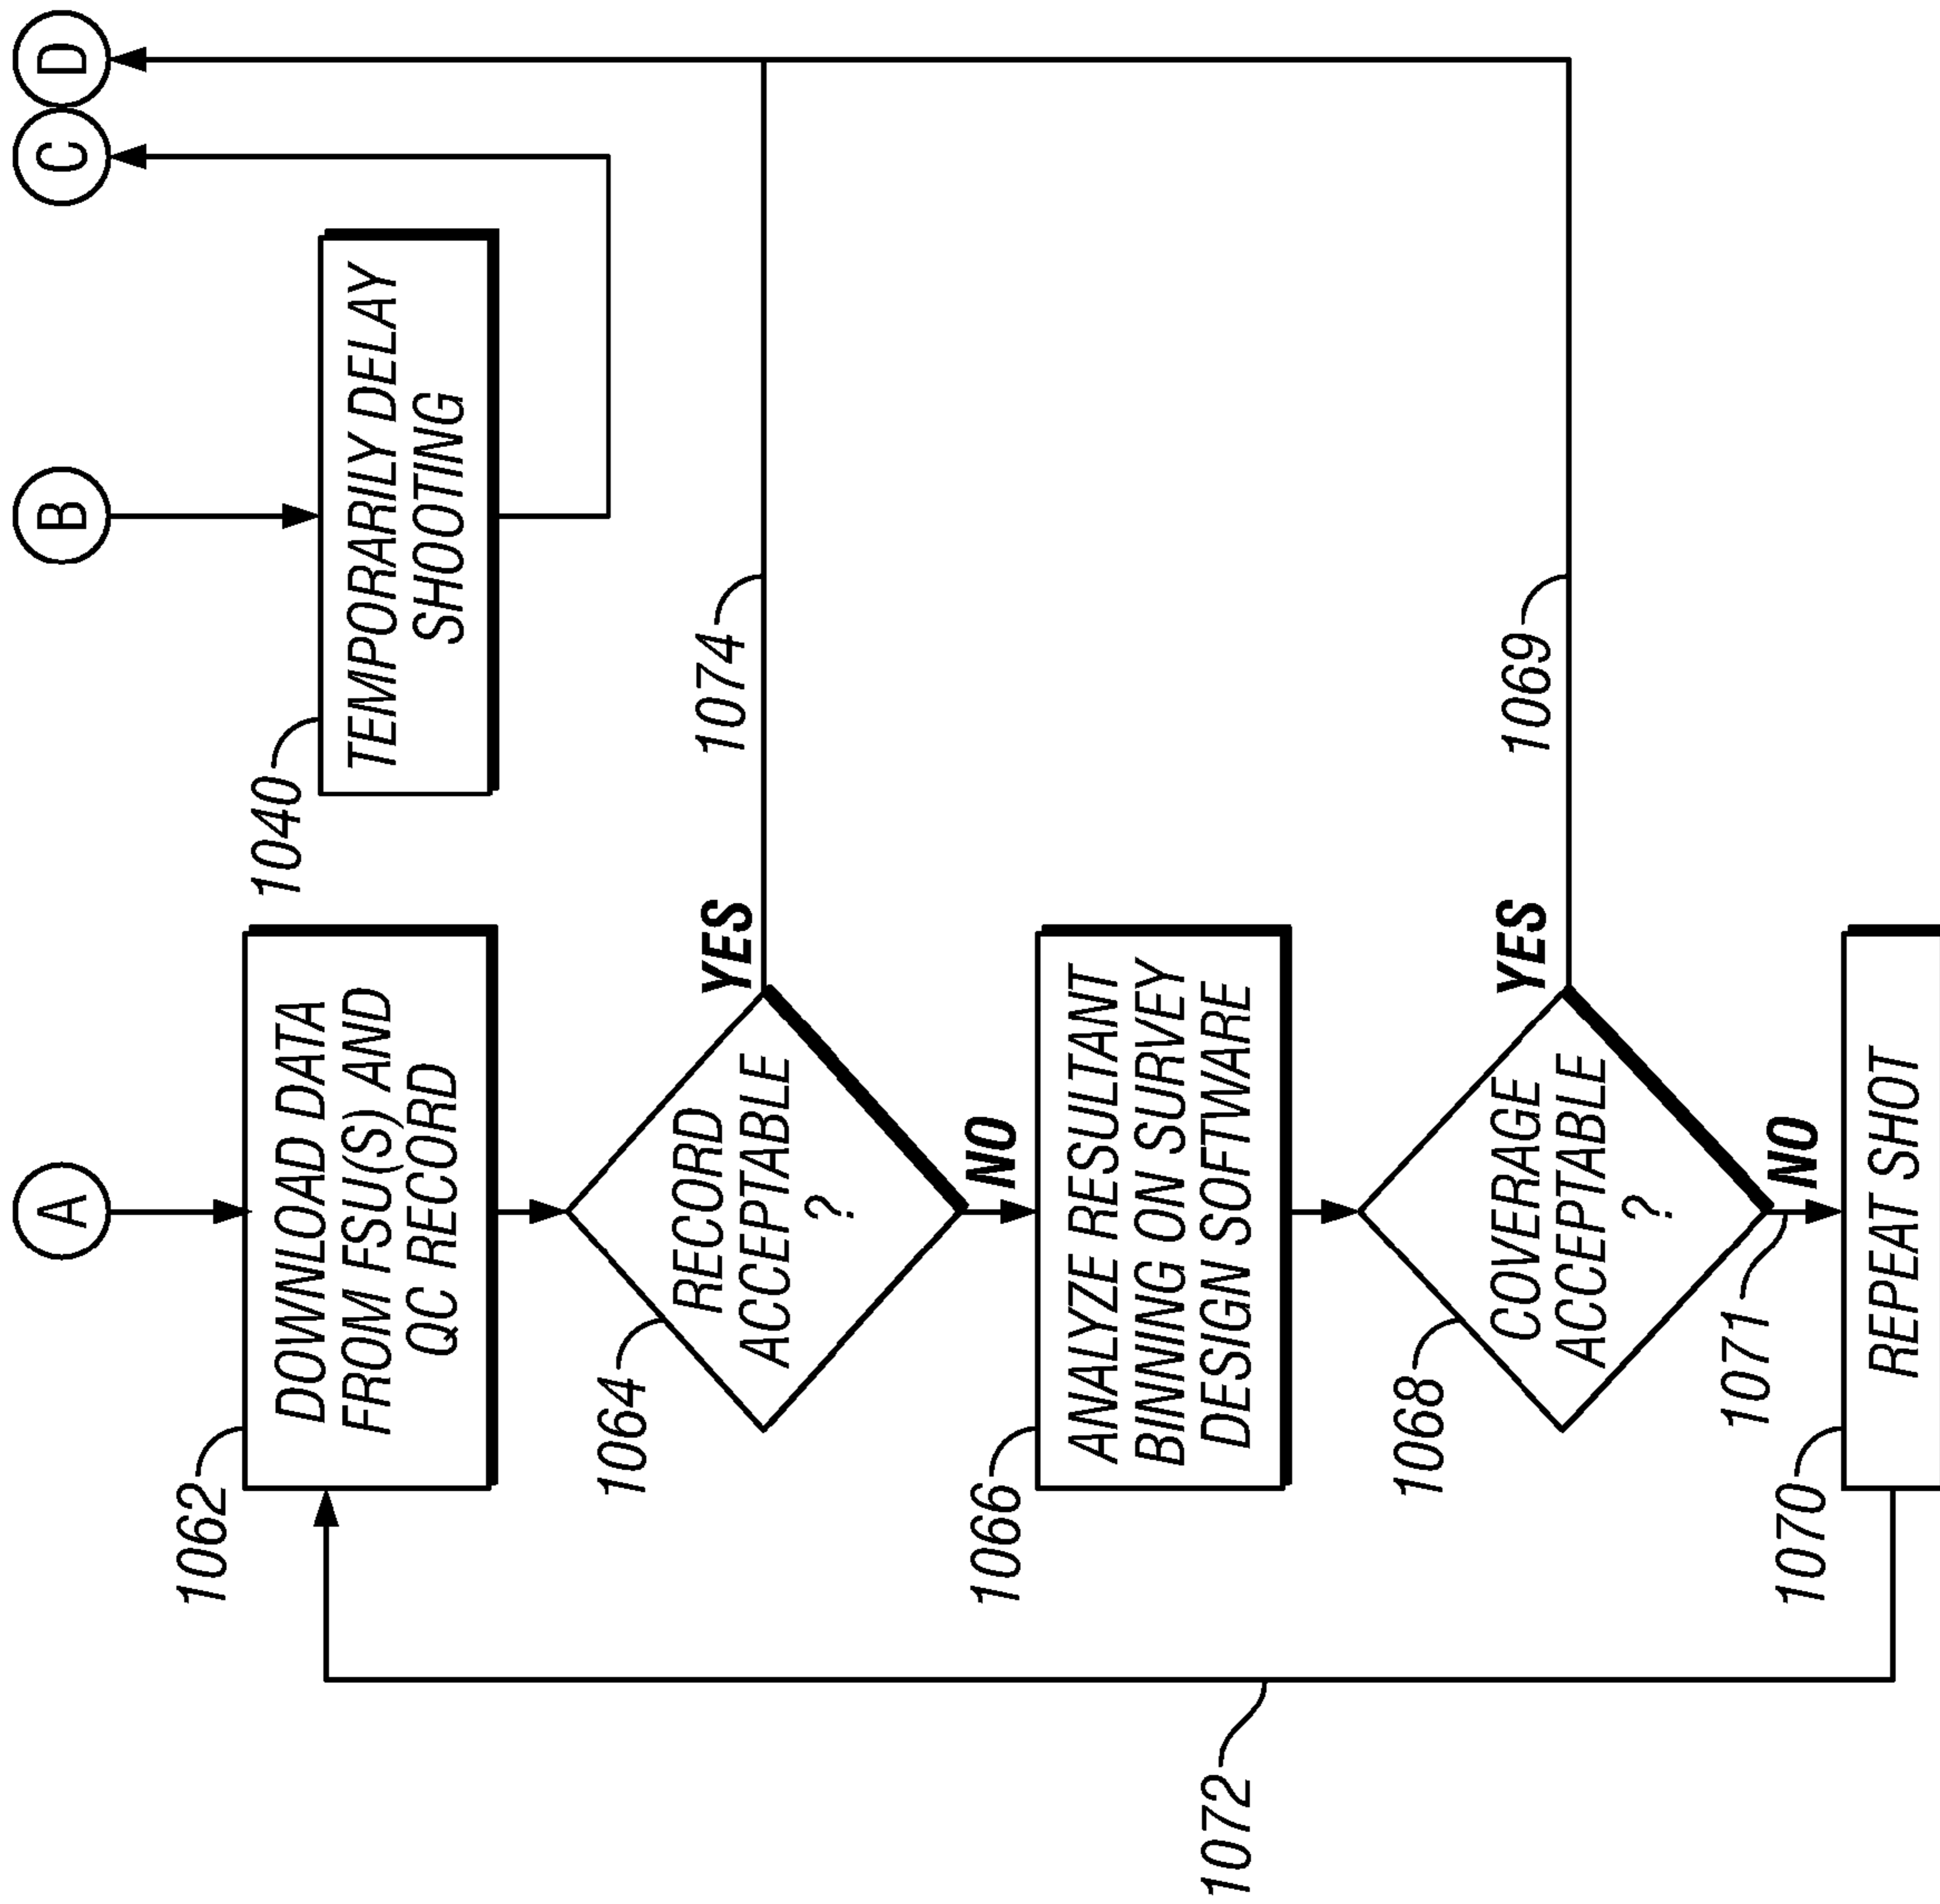 A
B
C
D
1062
DOWNLOAD DATA
FROM FSU(S) AND
QC RECORD
1040
TEMPORARILY DELAY
SHOOTING
1064
RECORD
ACCEPTABLE
?
YES
1074
NO
1066
ANALYZE RESULTANT
BINNING ON SURVEY
DESIGN SOFTWARE
1072
1068
COVERAGE
ACCEPTABLE
?
YES
1069
1071
NO
1070
REPEAT SHOT